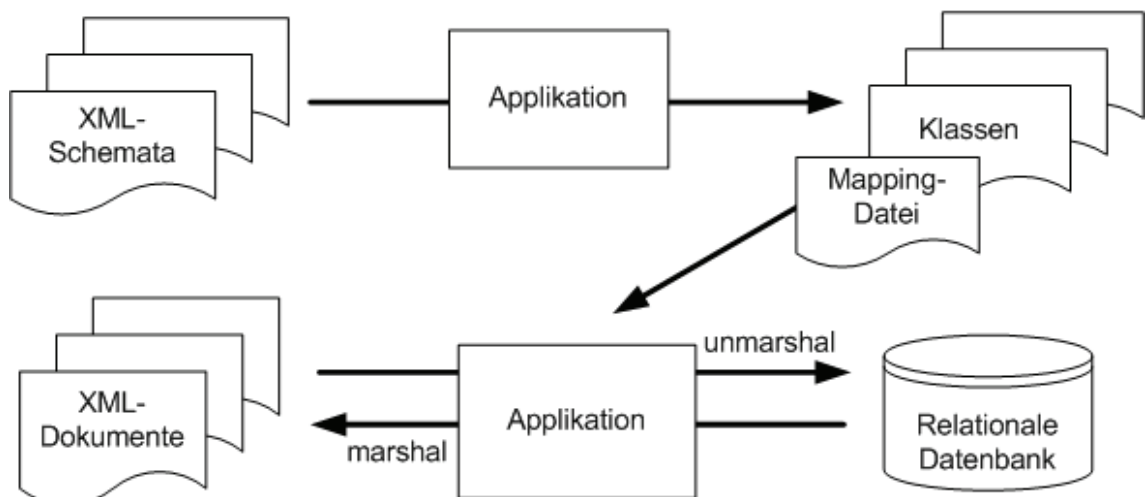 XML-
Schemata
Applikation
Klassen
Mapping-
Datei
XML-
Dokumente
Applikation
unmarshal
marshal
Relationale
Datenbank